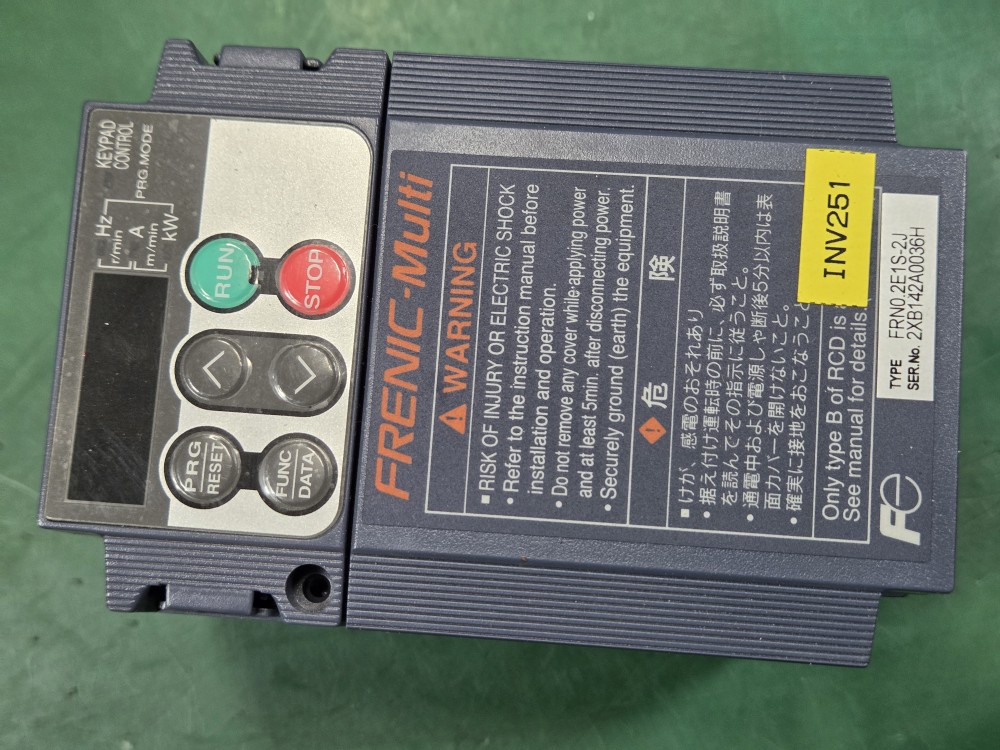 KEYPAD
CONTROL
PRG.MODE
Hz
r/min
A
m/min
kW
RUN
STOP
PRG
RESET
FUNC
DATA
FRENIC-Multi
WARNING
RISK OF INJURY OR ELECTRIC SHOCK
• Refer to the instruction manual before
installation and operation.
• Do not remove any cover while applying power
and at least 5min. after disconnecting power.
• Securely ground (earth) the equipment.
危 険
けが、感電のおそれあり
• 据え付け運転時の前に、必ず取扱説明書
を読んでその指示に従うこと。
• 通電中および電源しゃ断後5分以内は表
面カバーを開けないこと。
• 確実に接地をおこなうこと
Only type B of RCD is
See manual for details
INV251
TYPE FRN0.2E1S-2J
SER.No. 2XB142A0036H
Fe